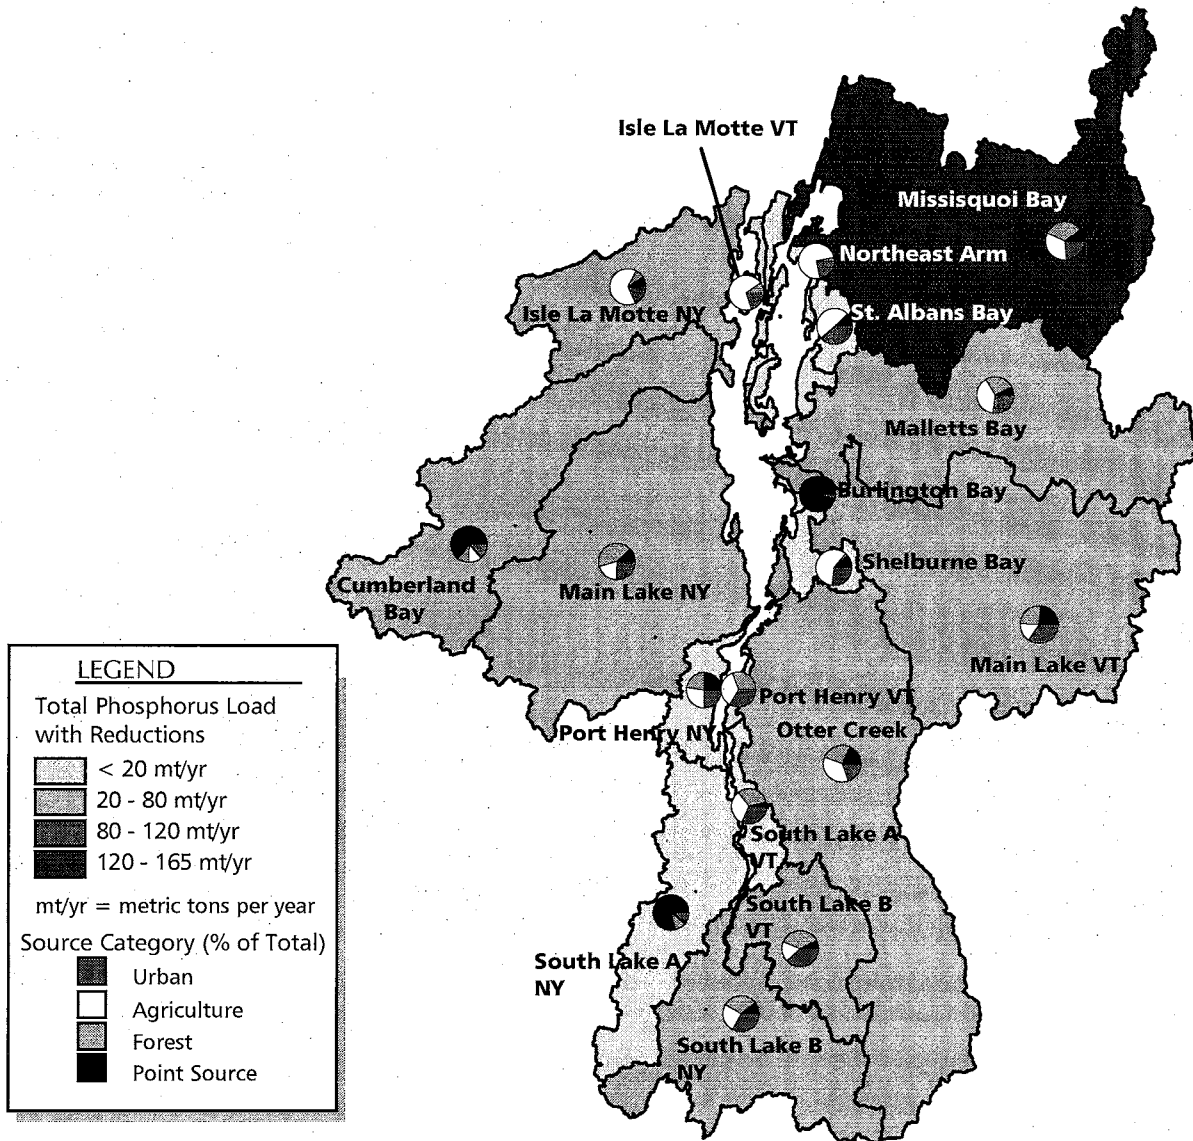 Isle La Motte VT
Missisquoi Bay
Northeast Arm
Isle La Motte NY
St. Albans Bay
Malletts Bay
Burlington Bay
Shelburne Bay
Cumberland
Bay
Main Lake NY
Main Lake VT
Port Henry VT
Port Henry NY
Otter Creek
South Lake A
VT
South Lake B
VT
South Lake A
NY
South Lake B
NY
LEGEND
Total Phosphorus Load
with Reductions
< 20 mt/yr
20 - 80 mt/yr
80 - 120 mt/yr
120 - 165 mt/yr
mt/yr = metric tons per year
Source Category (% of Total)
Urban
Agriculture
Forest
Point Source